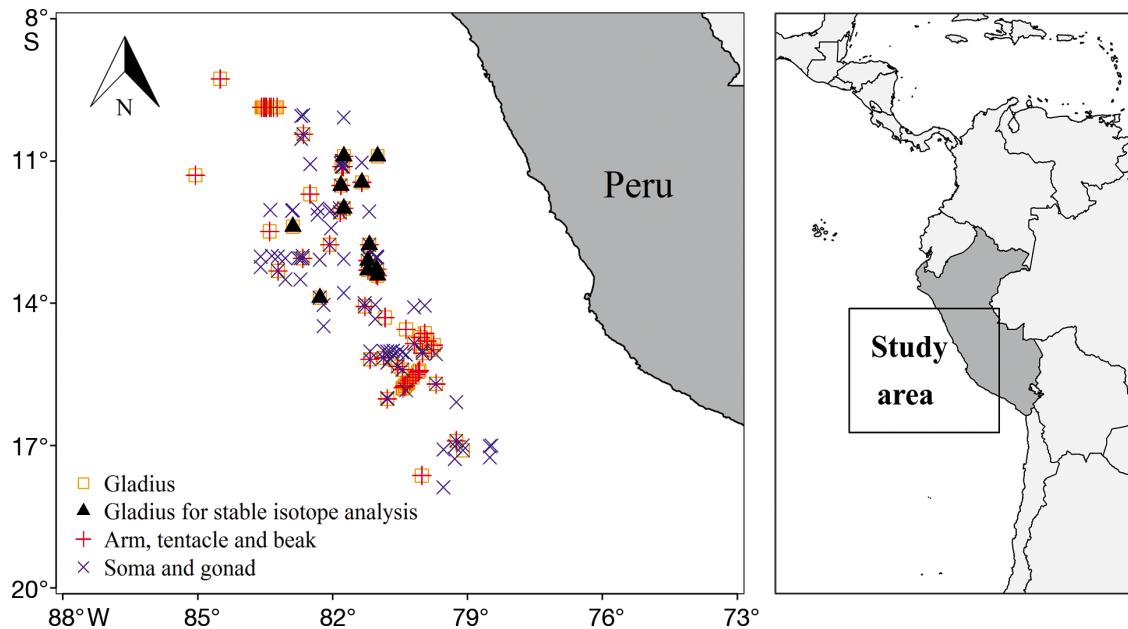 8°
S
N
11°
Peru
14°
Study
area
17°
Gladius
Gladius for stable isotope analysis
Arm, tentacle and beak
Soma and gonad
20°
88°W 85° 82° 79° 76° 73°